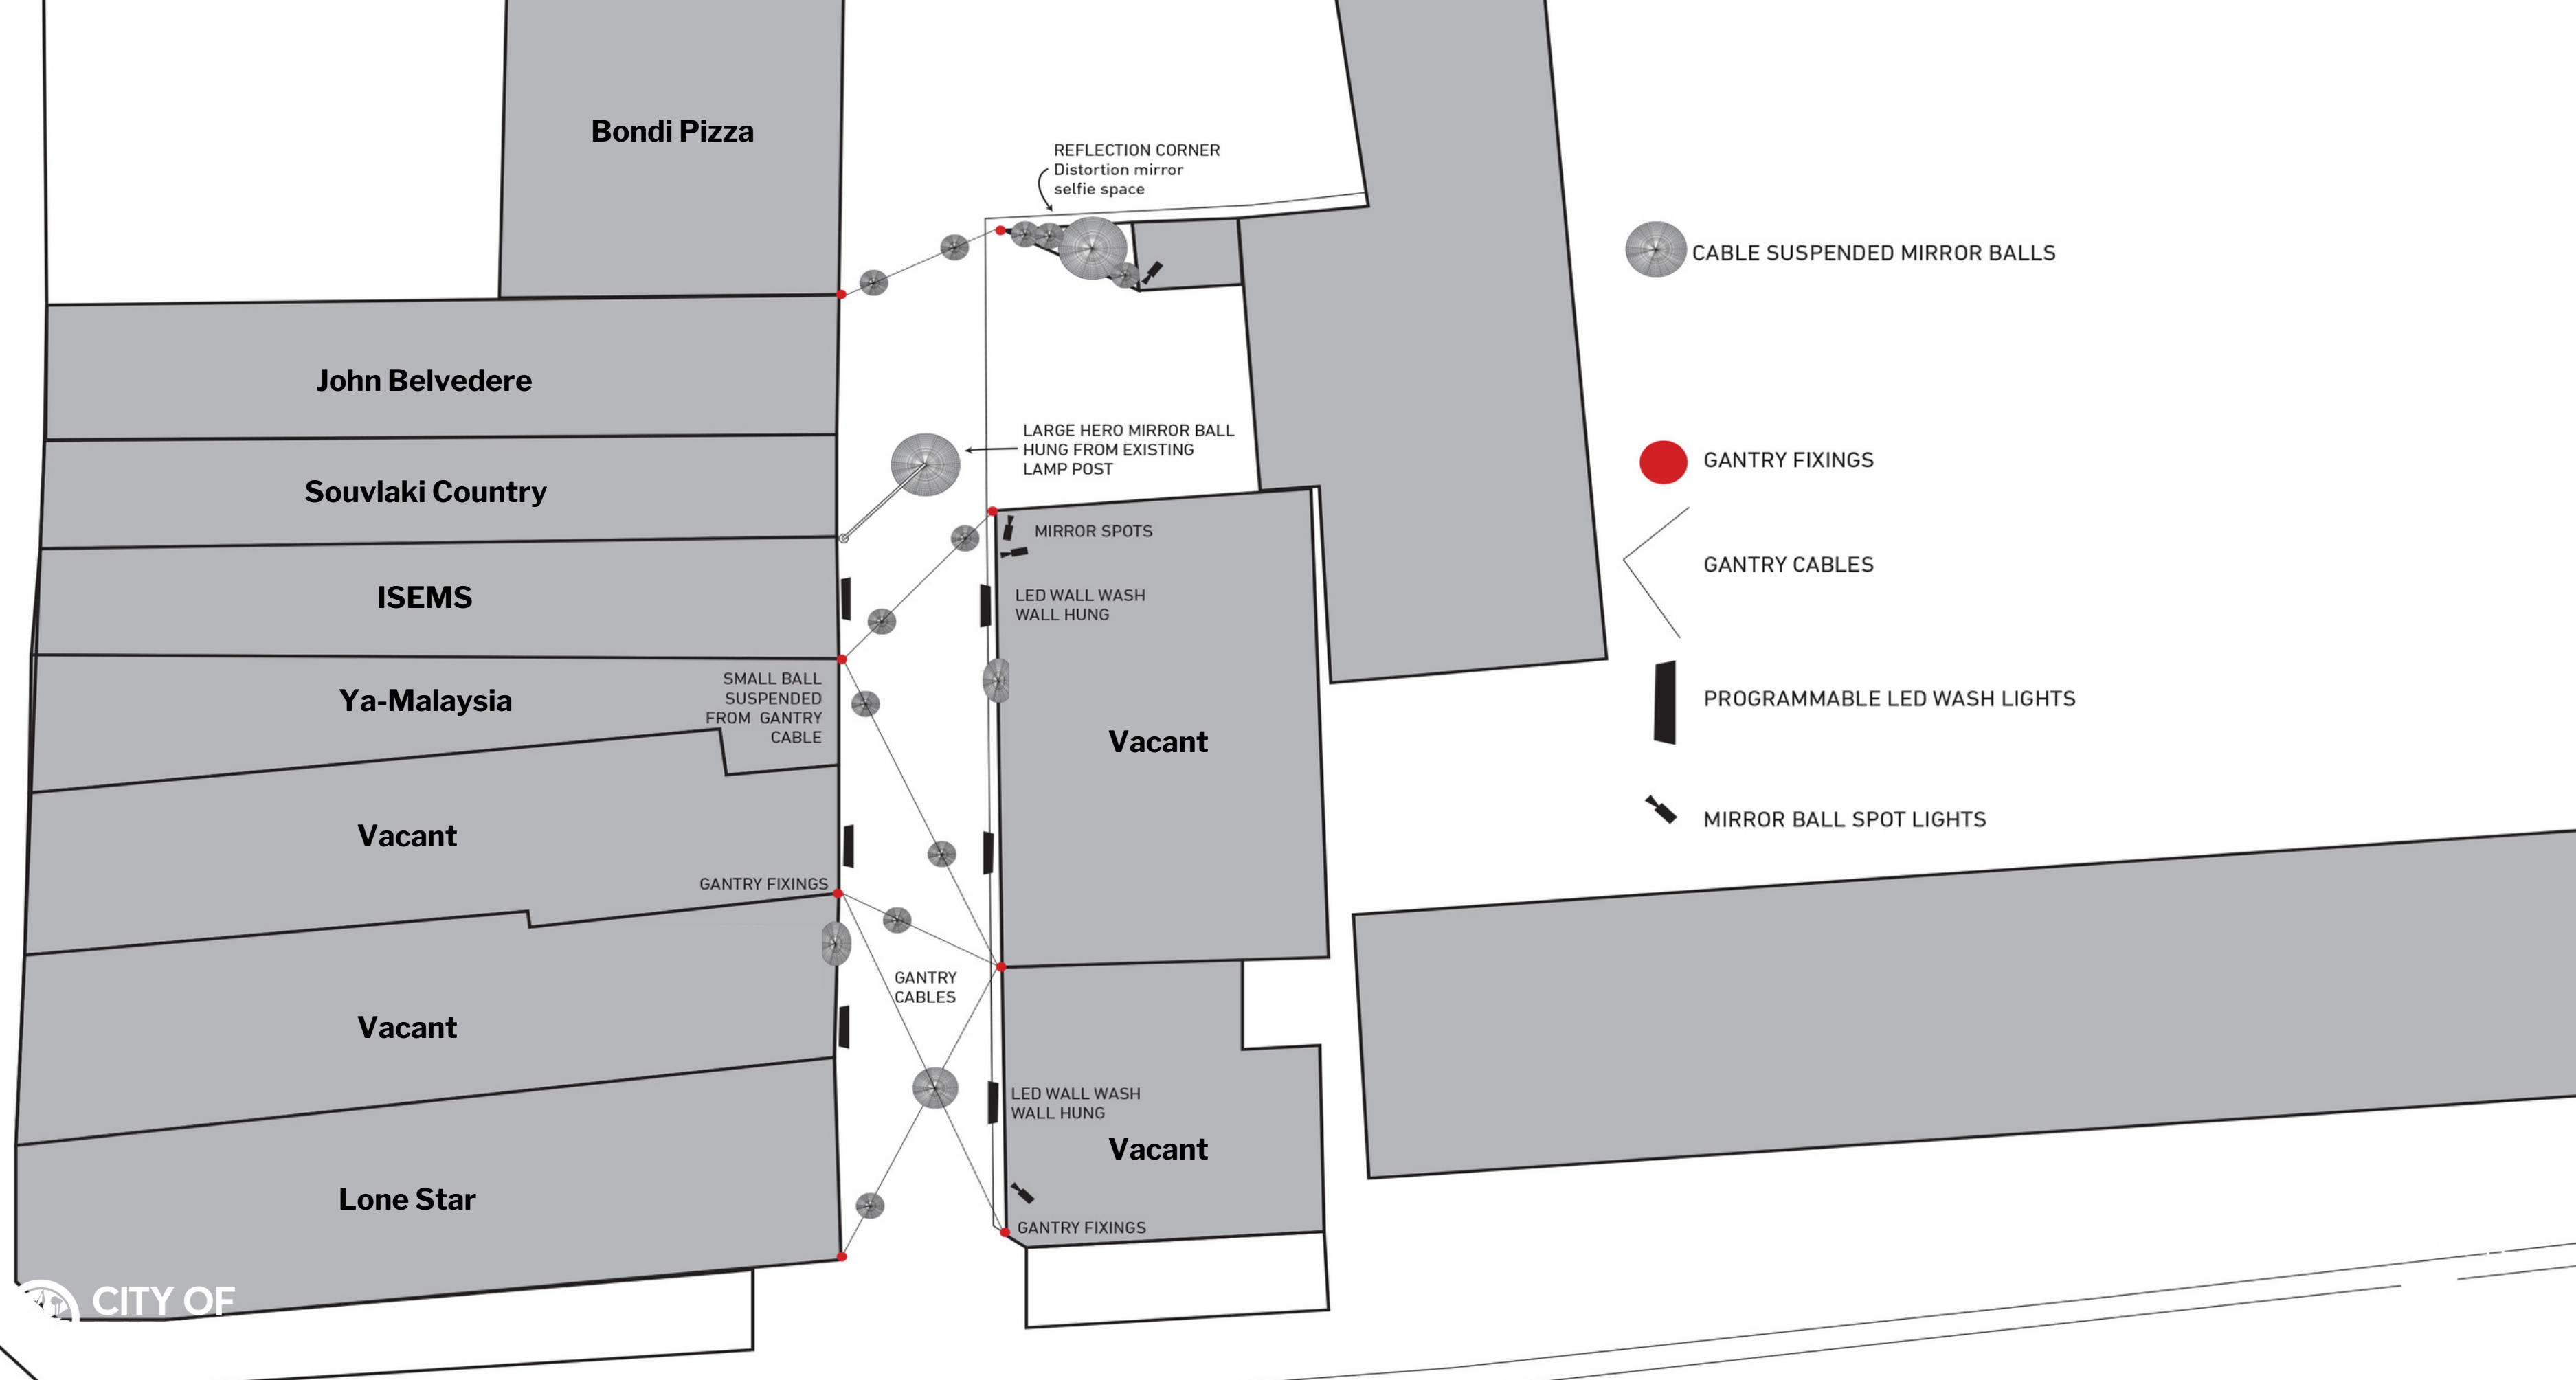 Bondi Pizza
REFLECTION CORNER
Distortion mirror
selfie space
CABLE SUSPENDED MIRROR BALLS
John Belvedere
LARGE HERO MIRROR BALL
HUNG FROM EXISTING
LAMP POST
GANTRY FIXINGS
Souvlaki Country
MIRROR SPOTS
GANTRY CABLES
ISEMS
LED WALL WASH
WALL HUNG
Ya-Malaysia
SMALL BALL
SUSPENDED
FROM GANTRY
CABLE
PROGRAMMABLE LED WASH LIGHTS
Vacant
MIRROR BALL SPOT LIGHTS
Vacant
GANTRY FIXINGS
GANTRY
CABLES
Vacant
LED WALL WASH
WALL HUNG
Vacant
Lone Star
GANTRY FIXINGS
CITY OF